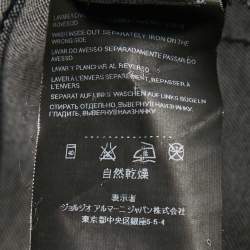 AVESSO
WASH INSIDE OUT SEPARATELY IRON ON THE
WRONG SIDE
LAVAR DO AVESSO SEPARADAMENTE PASSAR DO
AVESSO
LAVAR Y PLANCHAR AL REVERSO
LAVER A L'ENVERS SEPAREMENT, REPASSER A
L'ENVERS
SEPARAT AUF LINKS WASCHEN AUF LINKS BUGELN
СТИРАТЬ ОТДЕЛЬНО, ВЫВЕРНУВ НАИЗНАНКУ.
ГЛАДИТЬ, ВЫВЕРНУВ НАИЗНАНКУ.
自然乾燥
表示者
ジョルジオ アルマーニ ジャパン株式会社
東京都中央区銀座5-5-4